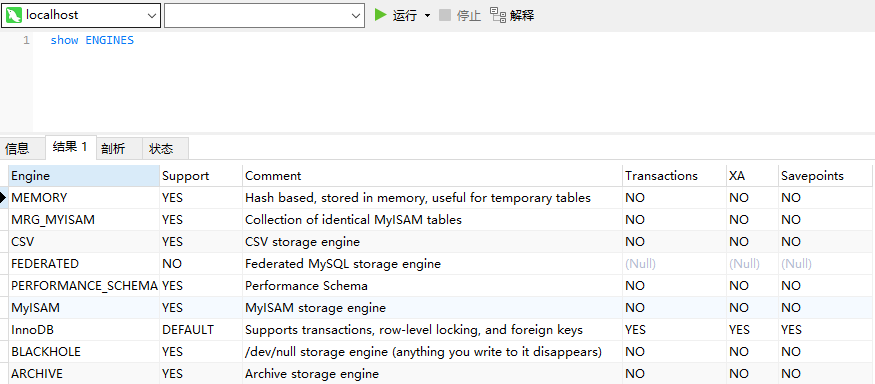 localhost 运行 停止 解释
1 show ENGINES
信息 结果 1 剖析 状态
Engine Support Comment Transactions XA Savepoints
MEMORY YES Hash based, stored in memory, useful for temporary tables NO NO NO
MRG_MYISAM YES Collection of identical MyISAM tables NO NO NO
CSV YES CSV storage engine NO NO NO
FEDERATED NO Federated MySQL storage engine (Null) (Null) (Null)
PERFORMANCE_SCHEMA YES Performance Schema NO NO NO
MyISAM YES MyISAM storage engine NO NO NO
InnoDB DEFAULT Supports transactions, row-level locking, and foreign keys YES YES YES
BLACKHOLE YES /dev/null storage engine (anything you write to it disappears) NO NO NO
ARCHIVE YES Archive storage engine NO NO NO